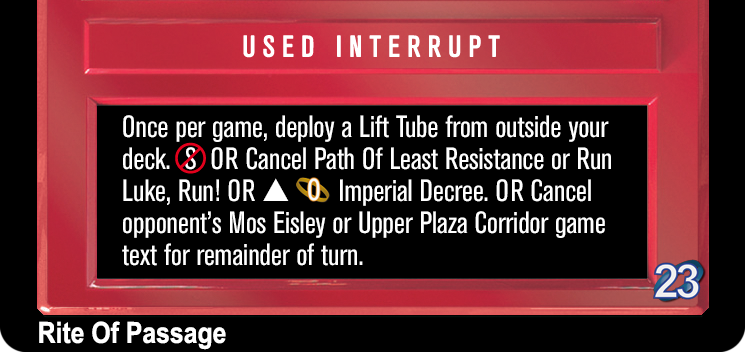 USED INTERRUPT
Once per game, deploy a Lift Tube from outside your
deck. 8 OR Cancel Path Of Least Resistance or Run
Luke, Run! OR ▲ 0 Imperial Decree. OR Cancel
opponent's Mos Eisley or Upper Plaza Corridor game
text for remainder of turn.
23
Rite Of Passage